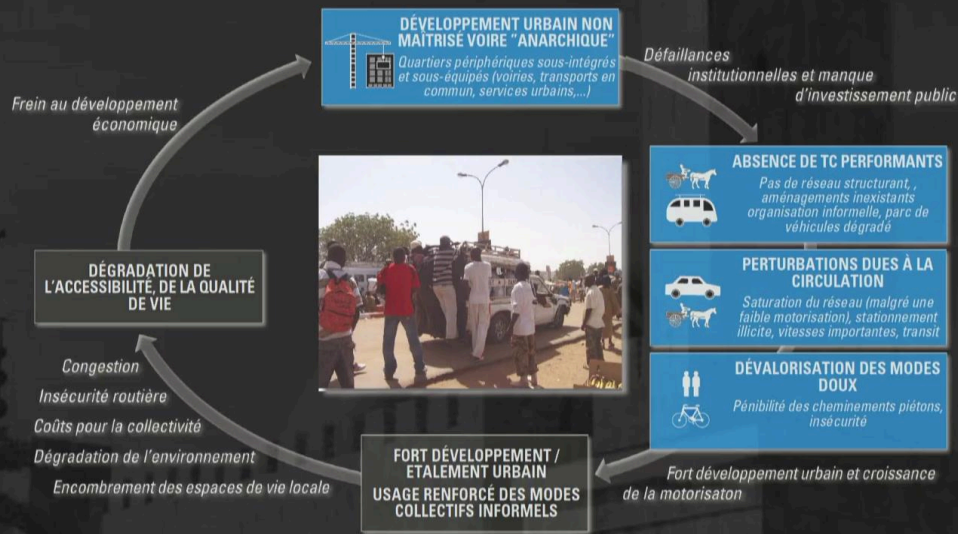 DÉVELOPPEMENT URBAIN NON
MAÎTRISÉ VOIRE "ANARCHIQUE"
Quartiers périphériques sous-intégrés
et sous-équipés (voiries, transports en
commun, services urbains,...)
Défaillances
institutionnelles et manque
d'investissement public
ABSENCE DE TC PERFORMANTS
Pas de réseau structurant, ,
aménagements inexistants
organisation informelle, parc de
véhicules dégradé
PERTURBATIONS DUES À LA
CIRCULATION
Saturation du réseau (malgré une
faible motorisation), stationnement
illicite, vitesses importantes, transit
DÉVALORISATION DES MODES
DOUX
Pénibilité des cheminements piétons,
insécurité
Fort développement urbain et croissance
de la motorisaton
FORT DÉVELOPPEMENT /
ETALEMENT URBAIN
USAGE RENFORCÉ DES MODES
COLLECTIFS INFORMELS
Congestion
Insécurité routière
Coûts pour la collectivité
Dégradation de l'environnement
Encombrement des espaces de vie locale
DÉGRADATION DE
L'ACCESSIBILITÉ, DE LA QUALITÉ
DE VIE
Frein au développement
économique